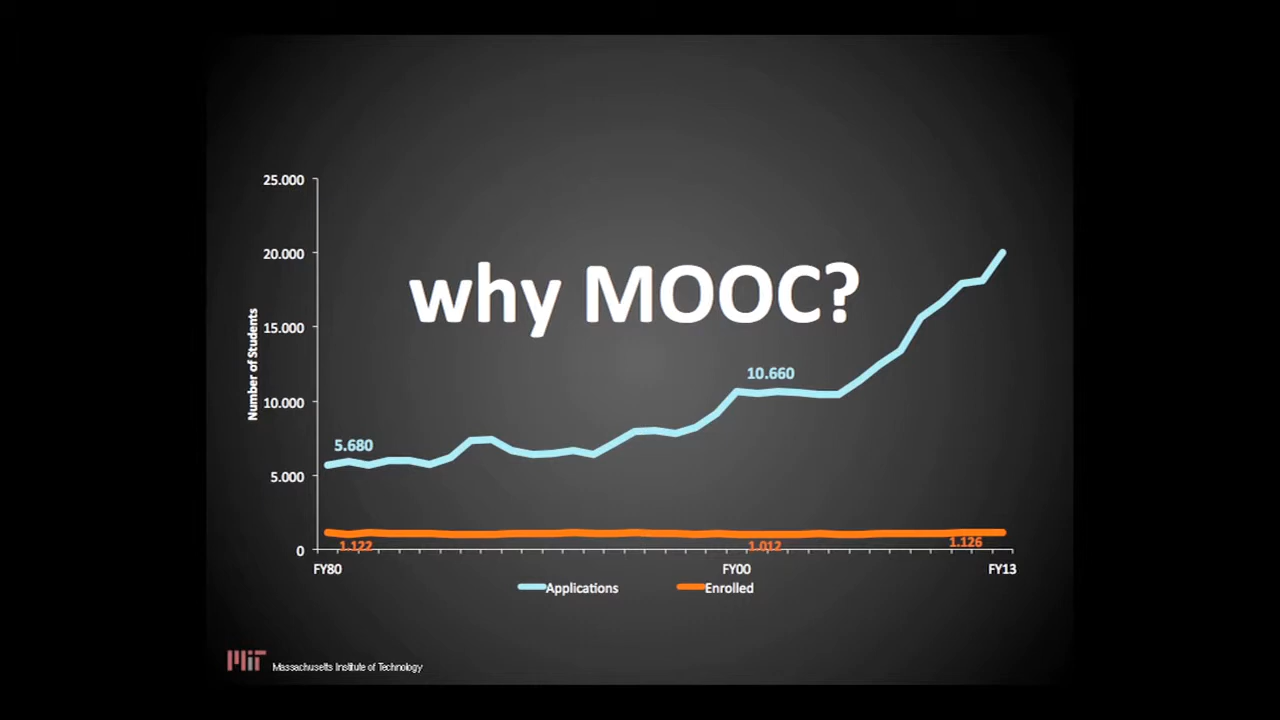 why MOOC?
25.000
20.000
15.000
10.000
5.000
0
Number of Students
5.680
10.660
1.122
1.012
1.126
FY80
FY00
FY13
Applications
Enrolled
MIT Massachusetts Institute of Technology